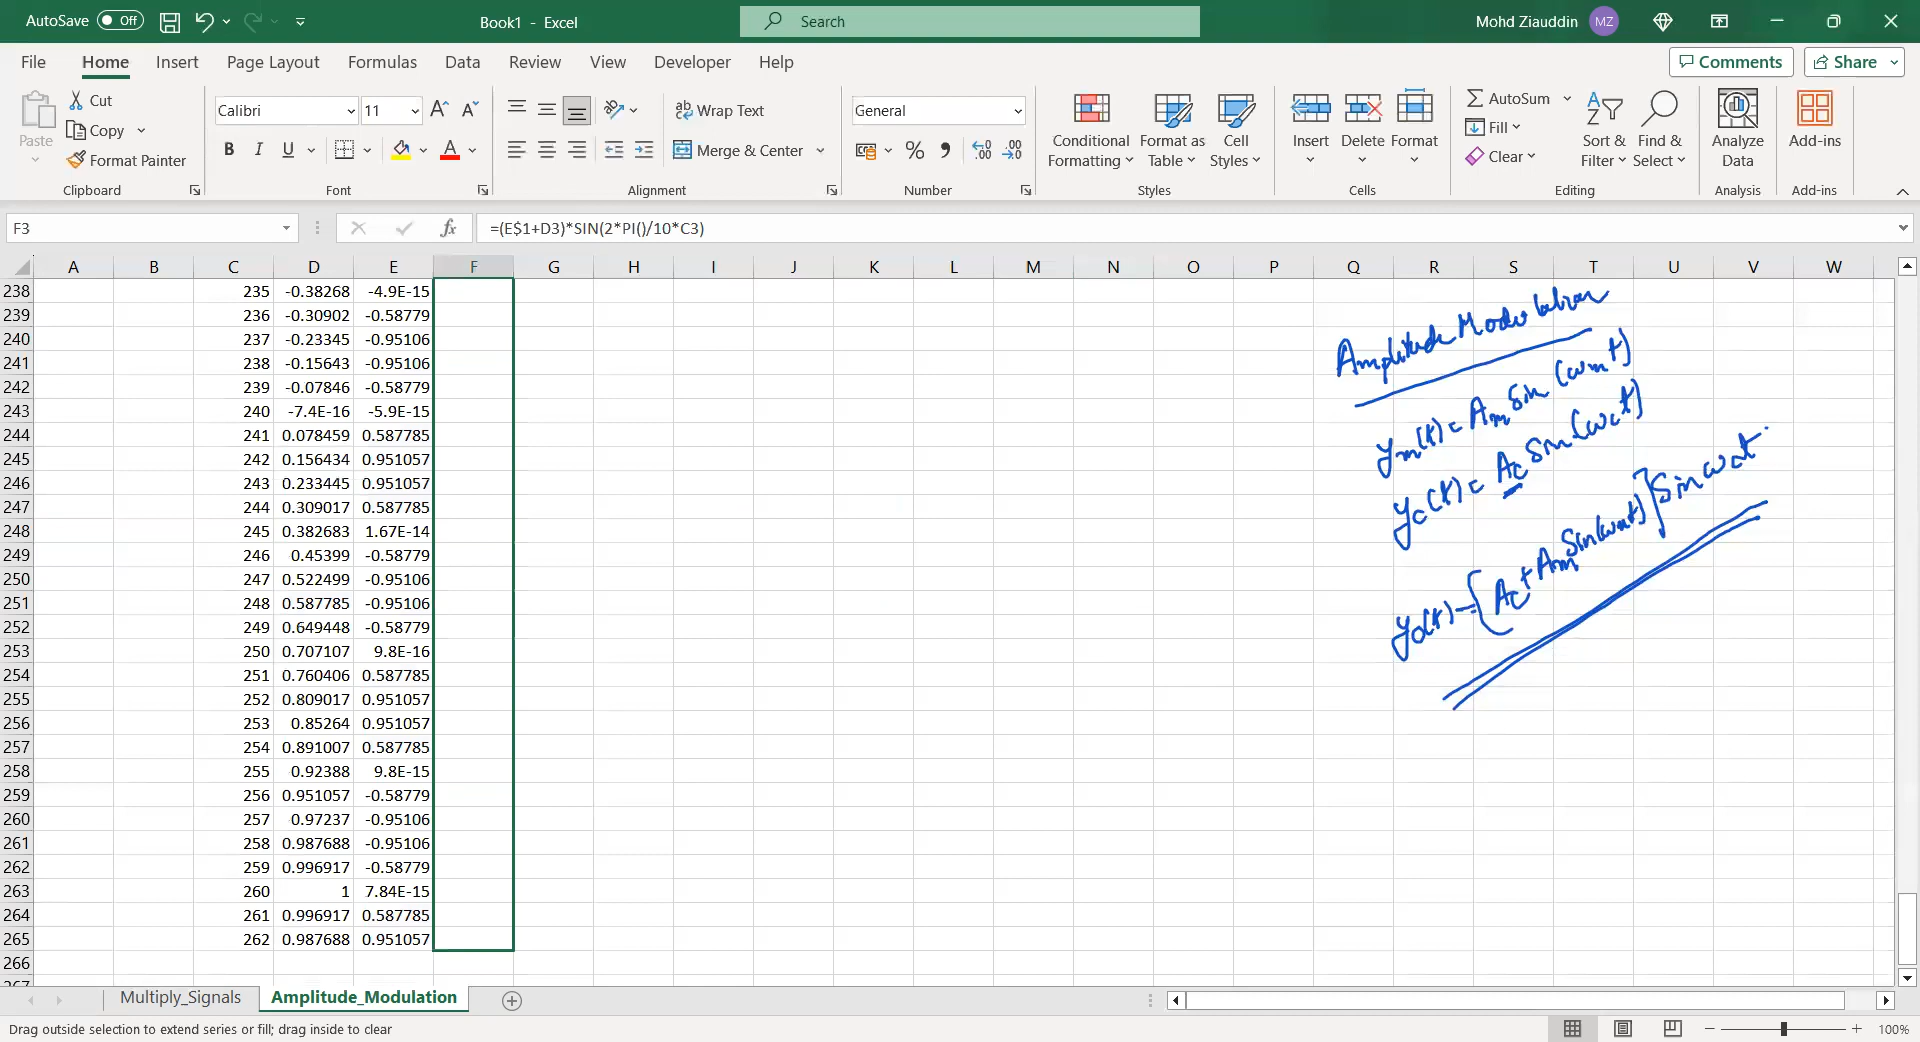 AutoSave Off Book1 - Excel Search Mohd Ziauddin MZ
File Home Insert Page Layout Formulas Data Review View Developer Help Comments Share
Cut
Copy
Format Painter
Paste
Clipboard
Calibri 11
B I U
Font
Wrap Text
Merge & Center
Alignment
General
Number
Conditional Formatting
Format as Table
Cell Styles
Styles
Insert Delete Format
Cells
AutoSum
Fill
Clear
Sort & Filter
Find & Select
Editing
Analyze Data
Analysis
Add-ins
Add-ins
F3 fx =(E$1+D3)*SIN(2*PI()/10*C3)
A B C D E F G H I J K L M N O P Q R S T U V W
238 235 -0.38268 -4.9E-15
239 236 -0.30902 -0.58779
240 237 -0.23345 -0.95106
241 238 -0.15643 -0.95106
242 239 -0.07846 -0.58779
243 240 -7.4E-16 -5.9E-15
244 241 0.078459 0.587785
245 242 0.156434 0.951057
246 243 0.233445 0.951057
247 244 0.309017 0.587785
248 245 0.382683 1.67E-14
249 246 0.45399 -0.58779
250 247 0.522499 -0.95106
251 248 0.587785 -0.95106
252 249 0.649448 -0.58779
253 250 0.707107 9.8E-16
254 251 0.760406 0.587785
255 252 0.809017 0.951057
256 253 0.85264 0.951057
257 254 0.891007 0.587785
258 255 0.92388 9.8E-15
259 256 0.951057 -0.58779
260 257 0.97237 -0.95106
261 258 0.987688 -0.95106
262 259 0.996917 -0.58779
263 260 1 7.84E-15
264 261 0.996917 0.587785
265 262 0.987688 0.951057
266
267
Amplitude Modulation
ym(t) = Am Sin (ωmt)
yc(t) = Ac Sin(ωct)
yo(t) = [Ac + Am Sin(ωmt)] Sin ωct
Multiply_Signals Amplitude_Modulation
Drag outside selection to extend series or fill; drag inside to clear 100%